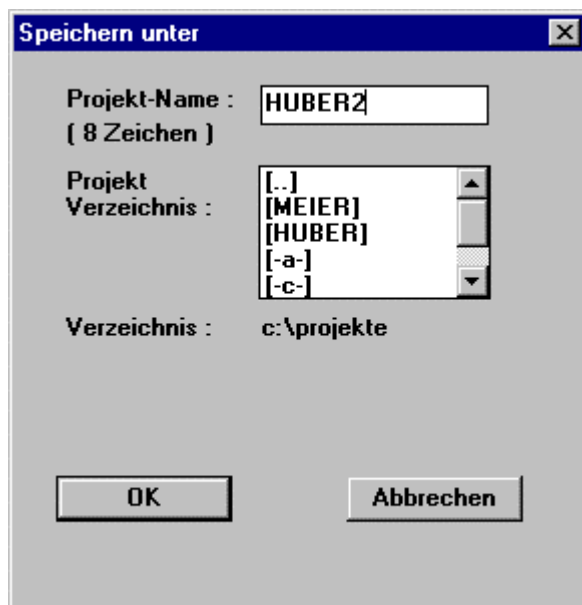 Speichern unter
Projekt-Name : HUBER2
( 8 Zeichen )
Projekt
Verzeichnis :
[..]
[MEIER]
[HUBER]
[-a-]
[-c-]
Verzeichnis : c:\projekte
OK Abbrechen